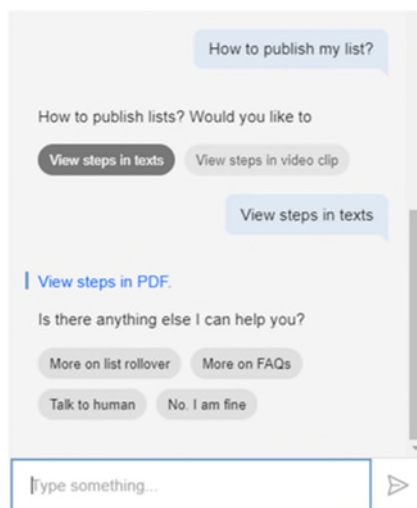 How to publish my list?
How to publish lists? Would you like to
View steps in texts View steps in video clip
View steps in texts
View steps in PDF.
Is there anything else I can help you?
More on list rollover More on FAQs
Talk to human No. I am fine
Type something...